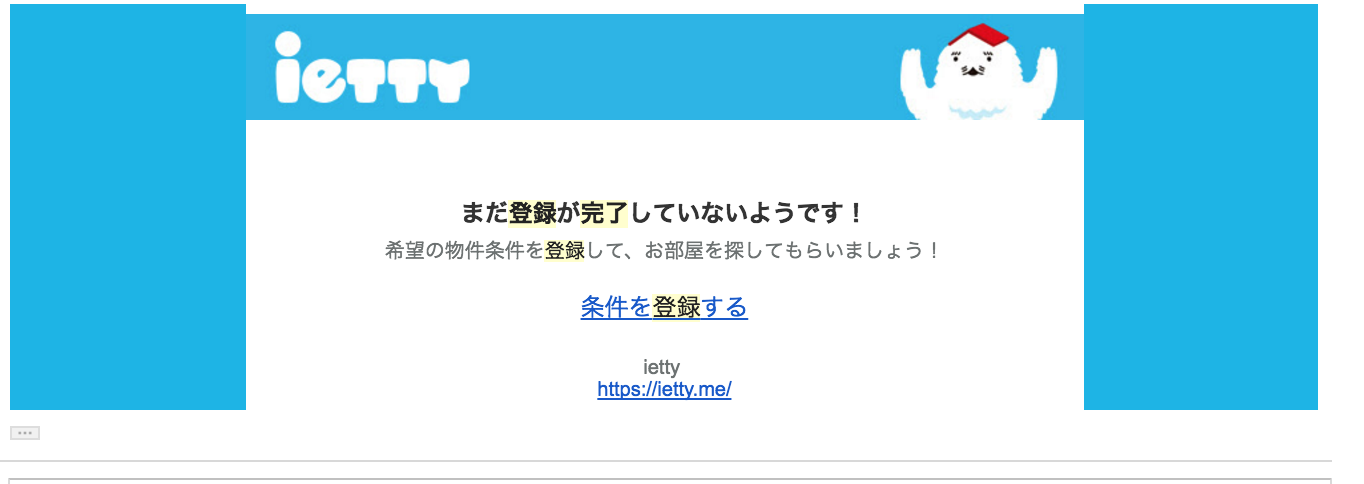 ietty
まだ登録が完了していないようです！
希望の物件条件を登録して、お部屋を探してもらいましょう！
条件を登録する
ietty
https://ietty.me/